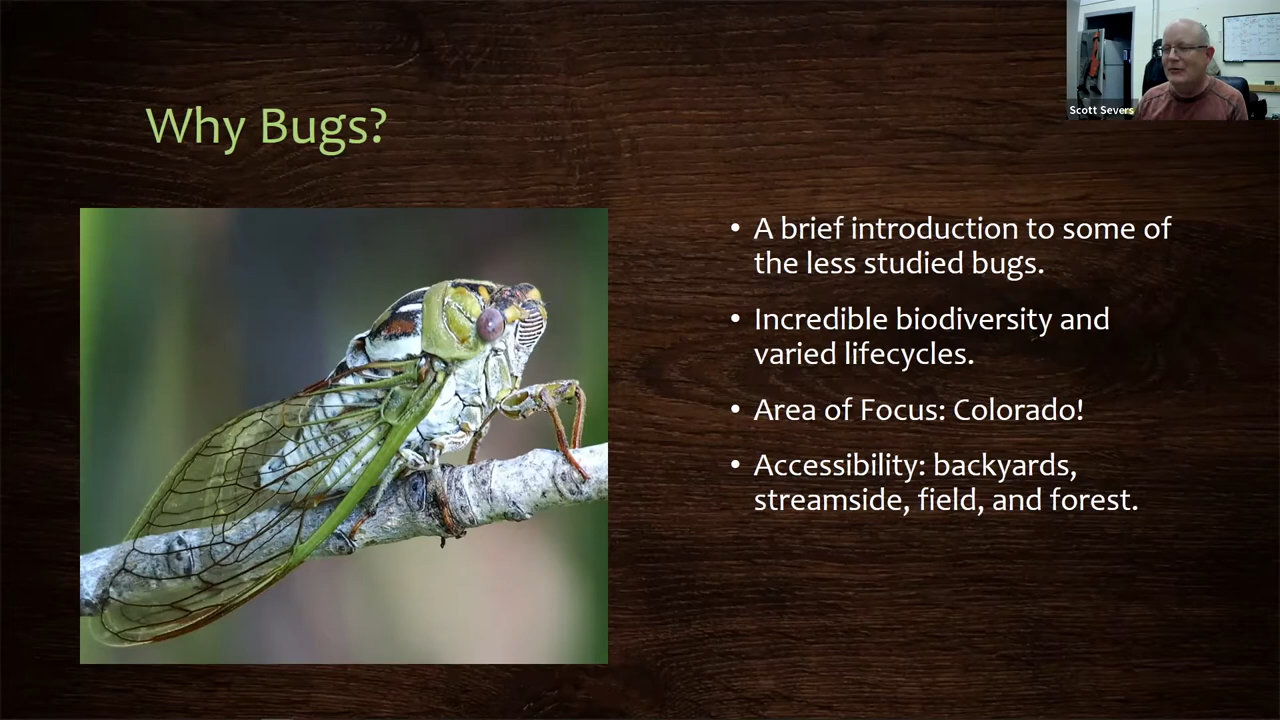 Why Bugs?
Scott Severs
• A brief introduction to some of
the less studied bugs.
• Incredible biodiversity and
varied lifecycles.
• Area of Focus: Colorado!
• Accessibility: backyards,
streamside, field, and forest.